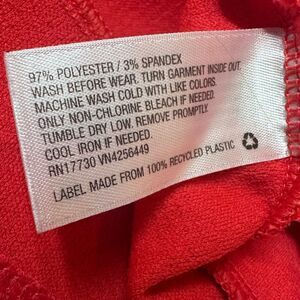 97% POLYESTER / 3% SPANDEX
WASH BEFORE WEAR. TURN GARMENT INSIDE OUT.
MACHINE WASH COLD WITH LIKE COLORS.
ONLY NON-CHLORINE BLEACH IF NEEDED.
TUMBLE DRY LOW. REMOVE PROMPTLY.
COOL IRON IF NEEDED.
RN17730 VN4256449
LABEL MADE FROM 100% RECYCLED PLASTIC